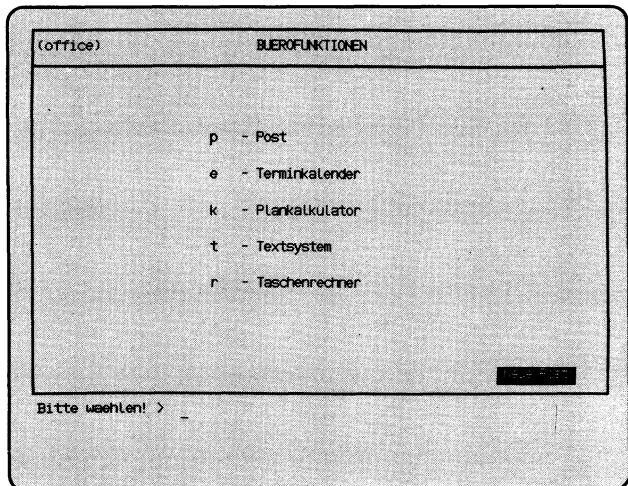 (office) BUEROFUNKTIONEN
p - Post
e - Terminkalender
k - Plankalkulator
t - Textsystem
r - Taschenrechner
Bitte waehlen! > _